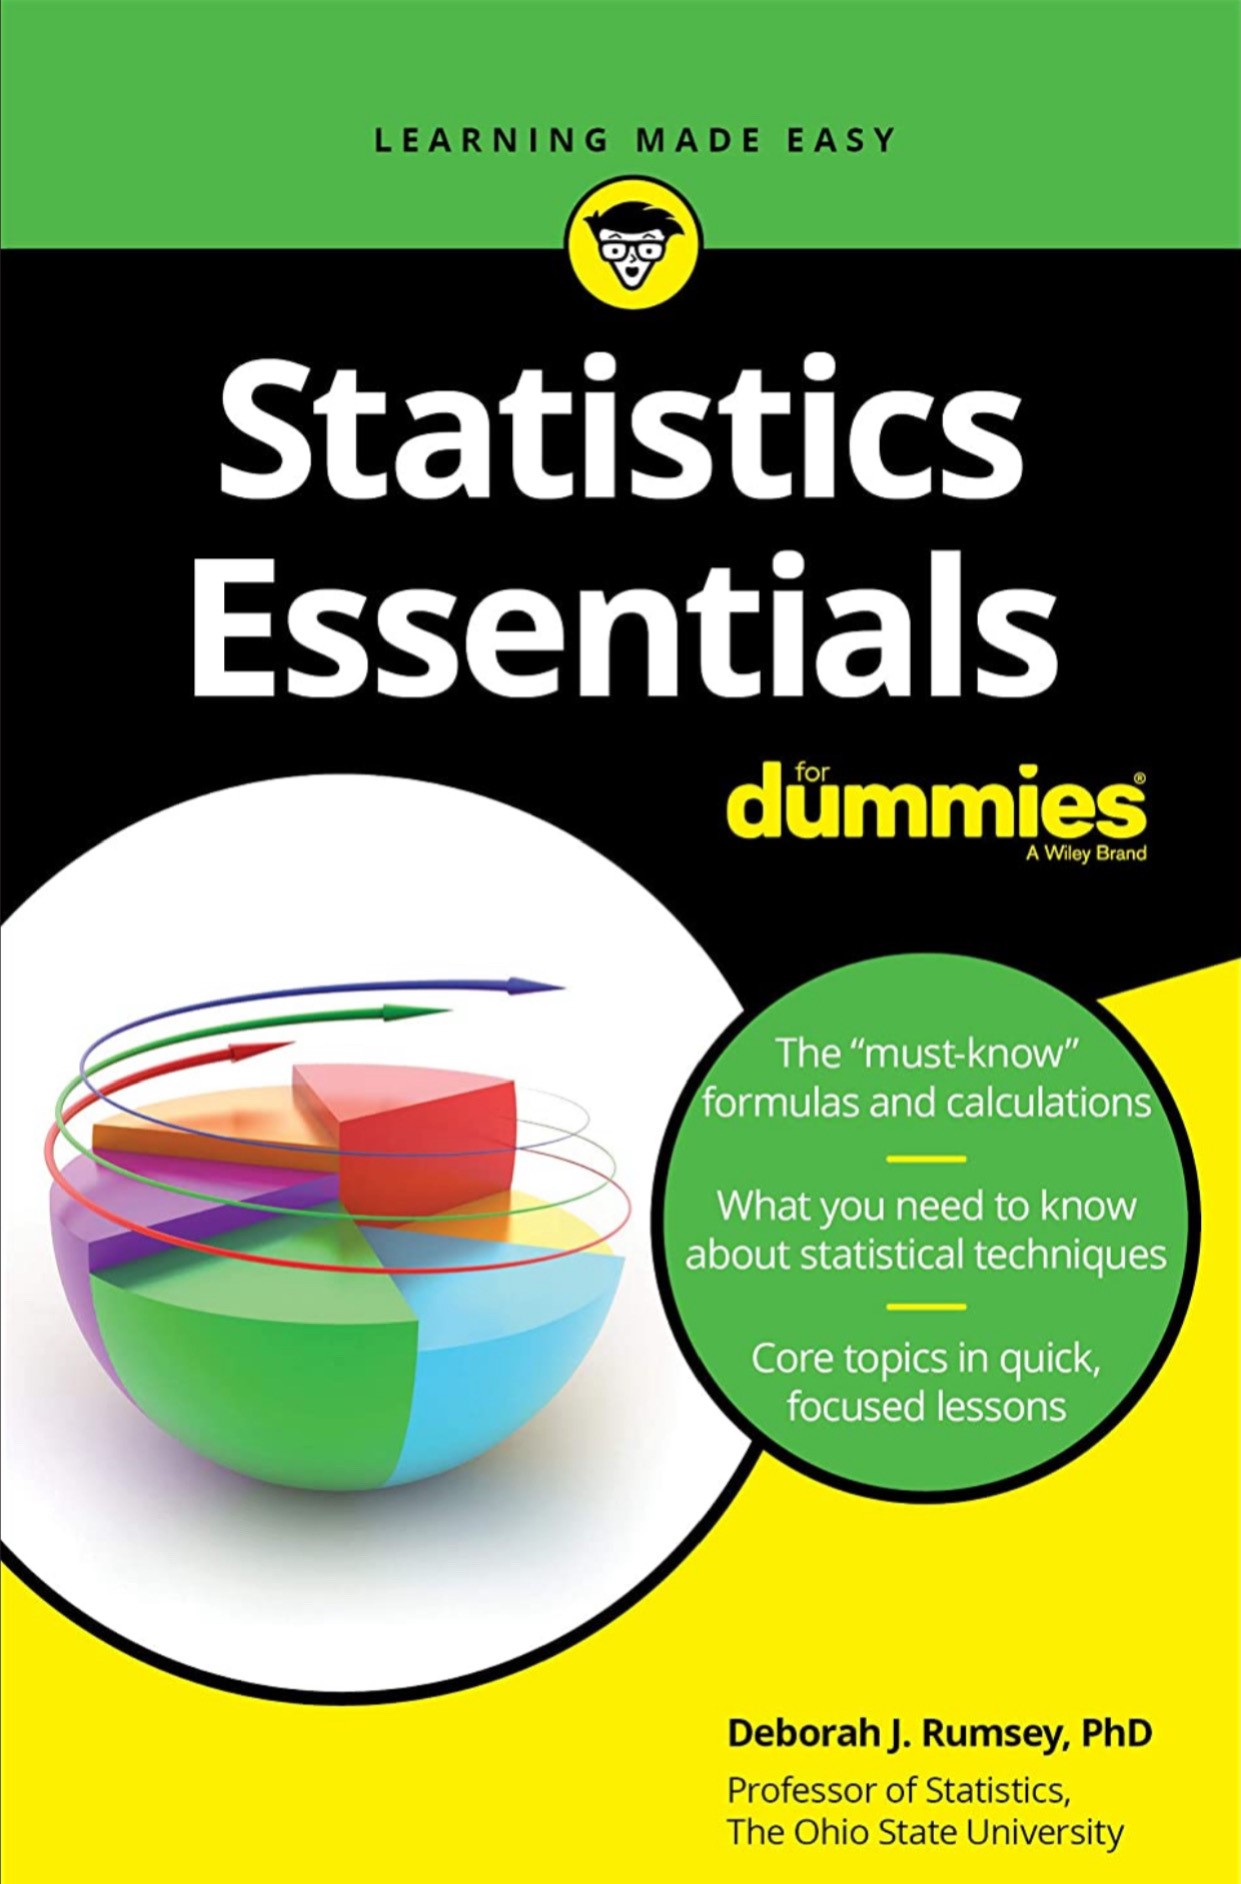 LEARNING MADE EASY
Statistics
Essentials
for
dummies®
A Wiley Brand
The “must-know”
formulas and calculations
What you need to know
about statistical techniques
Core topics in quick,
focused lessons
Deborah J. Rumsey, PhD
Professor of Statistics,
The Ohio State University